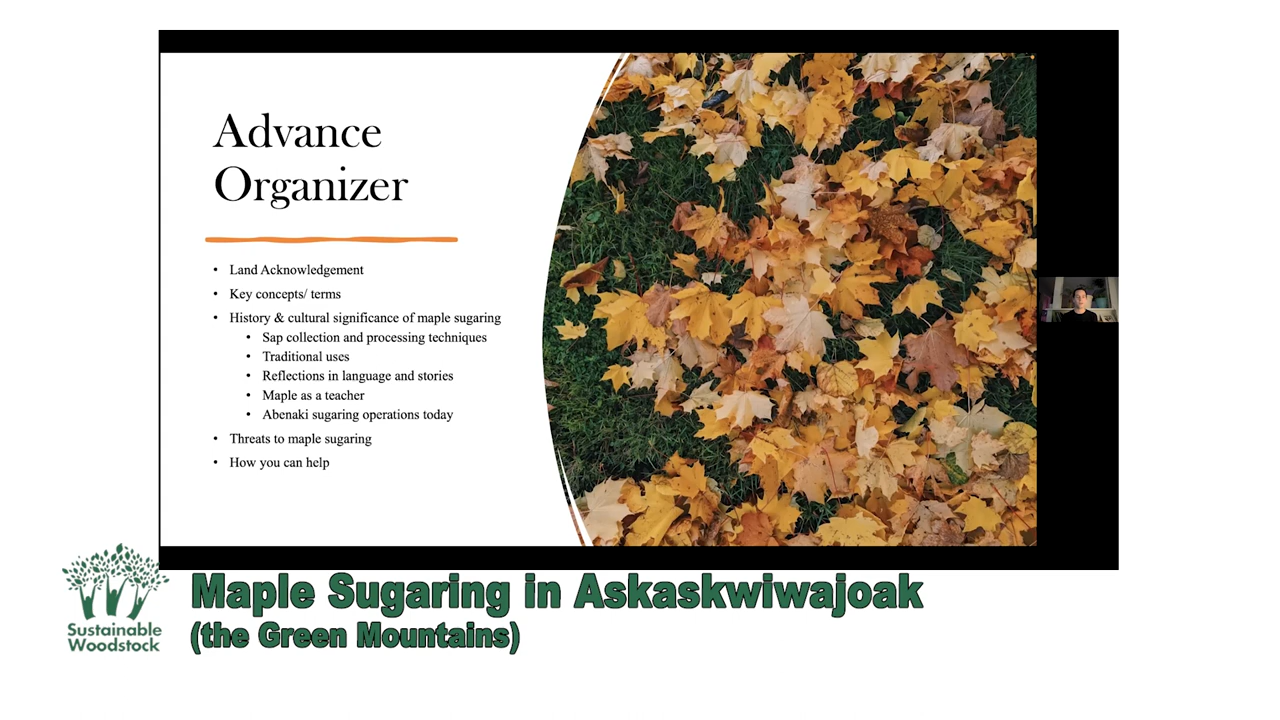 Advance
Organizer
• Land Acknowledgement
• Key concepts/ terms
• History & cultural significance of maple sugaring
• Sap collection and processing techniques
• Traditional uses
• Reflections in language and stories
• Maple as a teacher
• Abenaki sugaring operations today
• Threats to maple sugaring
• How you can help
Sustainable
Woodstock
Maple Sugaring in Askaskwiwajoak
(the Green Mountains)